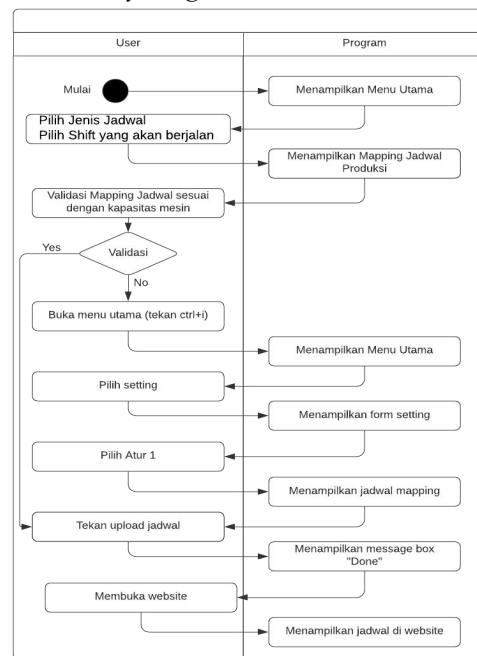 User
Program
Mulai
Menampilkan Menu Utama
Pilih Jenis Jadwal
Pilih Shift yang akan berjalan
Menampilkan Mapping Jadwal
Produksi
Validasi Mapping Jadwal sesuai
dengan kapasitas mesin
Yes
Validasi
No
Buka menu utama (tekan ctrl+i)
Menampilkan Menu Utama
Pilih setting
Menampilkan form setting
Pilih Atur 1
Menampilkan jadwal mapping
Tekan upload jadwal
Menampilkan message box
"Done"
Membuka website
Menampilkan jadwal di website